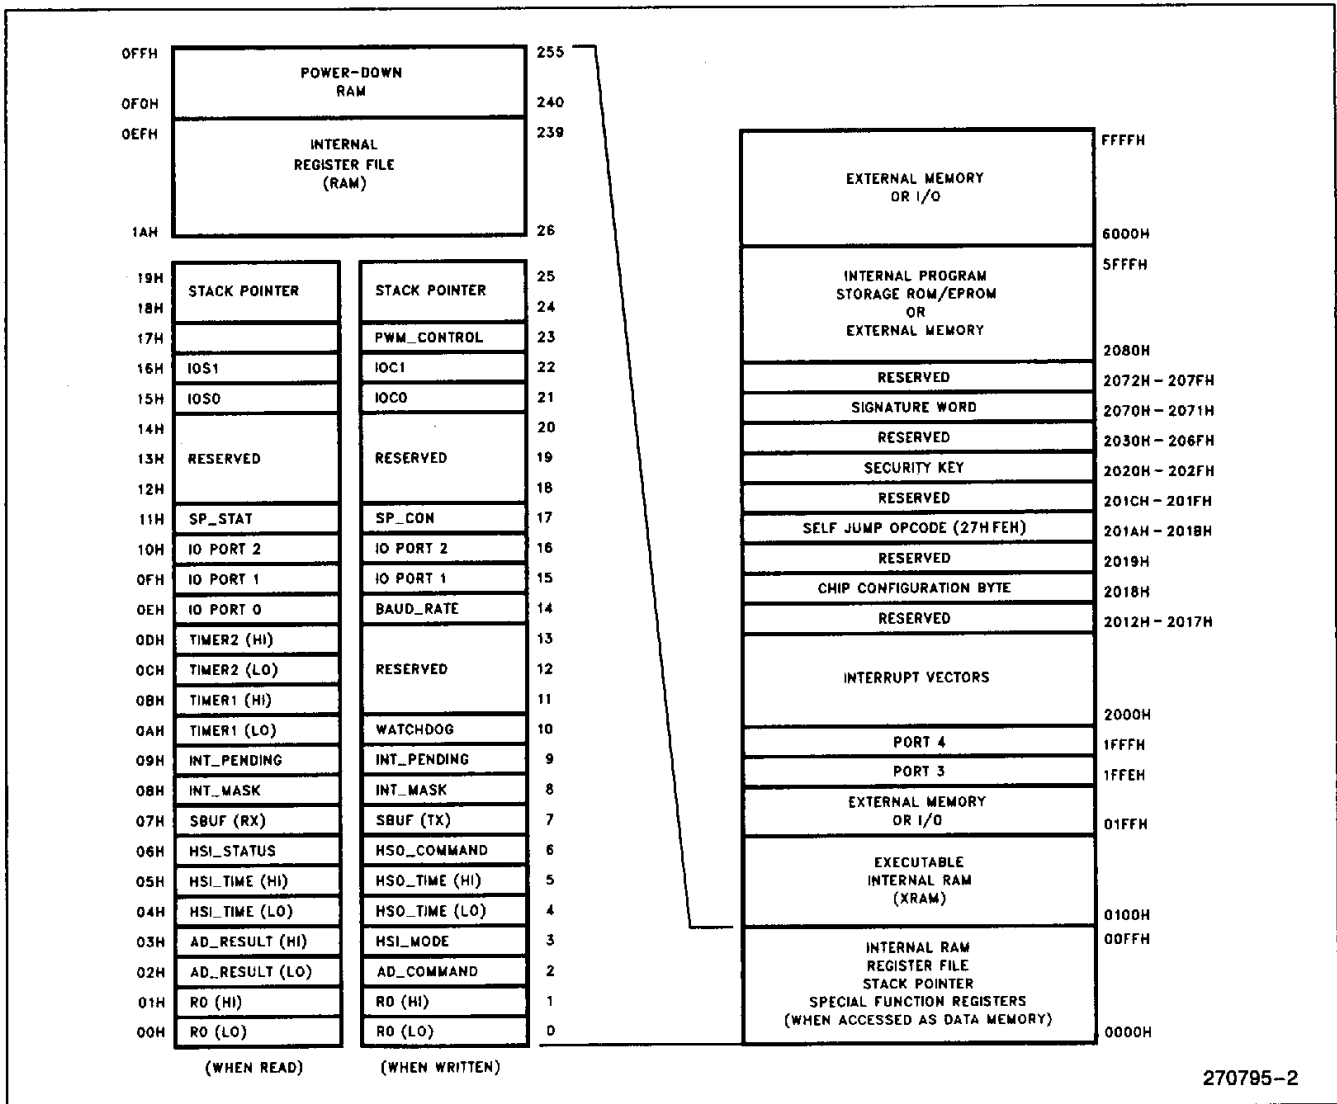 0FFH POWER-DOWN RAM 255
0F0H 240
0EFH INTERNAL REGISTER FILE (RAM) 239
1AH 26
19H STACK POINTER STACK POINTER 25
18H 24
17H PWM_CONTROL 23
16H IOS1 IOC1 22
15H IOS0 IOC0 21
14H 20
13H RESERVED RESERVED 19
12H 18
11H SP_STAT SP_CON 17
10H IO PORT 2 IO PORT 2 16
0FH IO PORT 1 IO PORT 1 15
0EH IO PORT 0 BAUD_RATE 14
0DH TIMER2 (HI) 13
0CH TIMER2 (LO) RESERVED 12
0BH TIMER1 (HI) 11
0AH TIMER1 (LO) WATCHDOG 10
09H INT_PENDING INT_PENDING 9
08H INT_MASK INT_MASK 8
07H SBUF (RX) SBUF (TX) 7
06H HSI_STATUS HSO_COMMAND 6
05H HSI_TIME (HI) HSO_TIME (HI) 5
04H HSI_TIME (LO) HSO_TIME (LO) 4
03H AD_RESULT (HI) HSI_MODE 3
02H AD_RESULT (LO) AD_COMMAND 2
01H R0 (HI) R0 (HI) 1
00H R0 (LO) R0 (LO) 0
(WHEN READ) (WHEN WRITTEN)
FFFFH
EXTERNAL MEMORY
OR I/O
6000H
5FFFH
INTERNAL PROGRAM
STORAGE ROM/EPROM
OR
EXTERNAL MEMORY
2080H
RESERVED 2072H - 207FH
SIGNATURE WORD 2070H - 2071H
RESERVED 2030H - 206FH
SECURITY KEY 2020H - 202FH
RESERVED 201CH - 201FH
SELF JUMP OPCODE (27H FEH) 201AH - 201BH
RESERVED 2019H
CHIP CONFIGURATION BYTE 2018H
RESERVED 2012H - 2017H
INTERRUPT VECTORS
2000H
PORT 4 1FFFH
PORT 3 1FFEH
EXTERNAL MEMORY
OR I/O 01FFH
EXECUTABLE
INTERNAL RAM
(XRAM)
0100H
00FFH
INTERNAL RAM
REGISTER FILE
STACK POINTER
SPECIAL FUNCTION REGISTERS
(WHEN ACCESSED AS DATA MEMORY)
0000H
270795-2